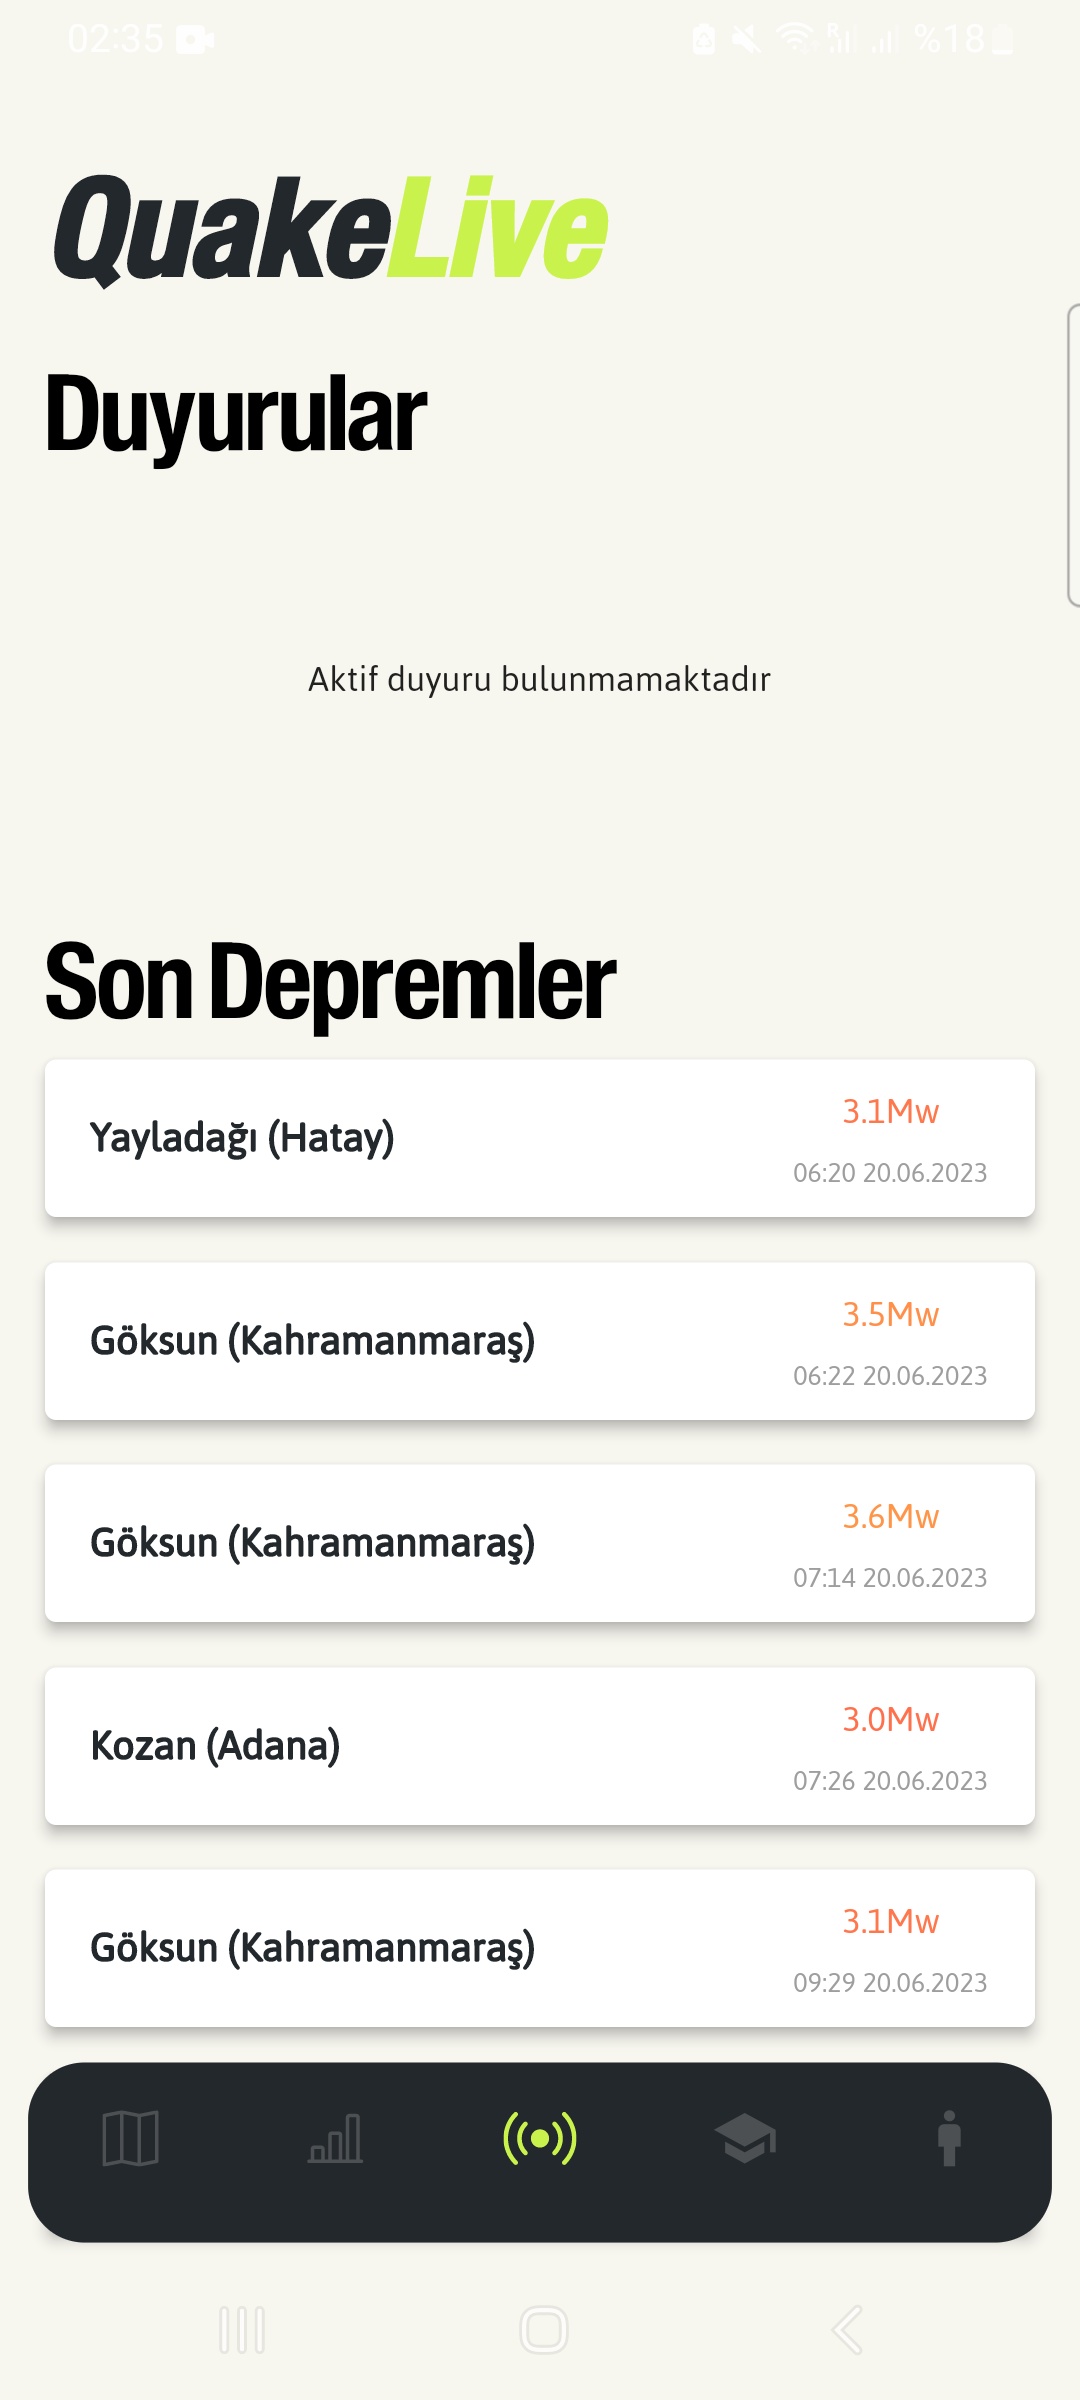 02:35
R %18
QuakeLive
Duyurular
Aktif duyuru bulunmamaktadır
Son Depremler
Yayladağı (Hatay)
3.1Mw
06:20 20.06.2023
Göksun (Kahramanmaraş)
3.5Mw
06:22 20.06.2023
Göksun (Kahramanmaraş)
3.6Mw
07:14 20.06.2023
Kozan (Adana)
3.0Mw
07:26 20.06.2023
Göksun (Kahramanmaraş)
3.1Mw
09:29 20.06.2023